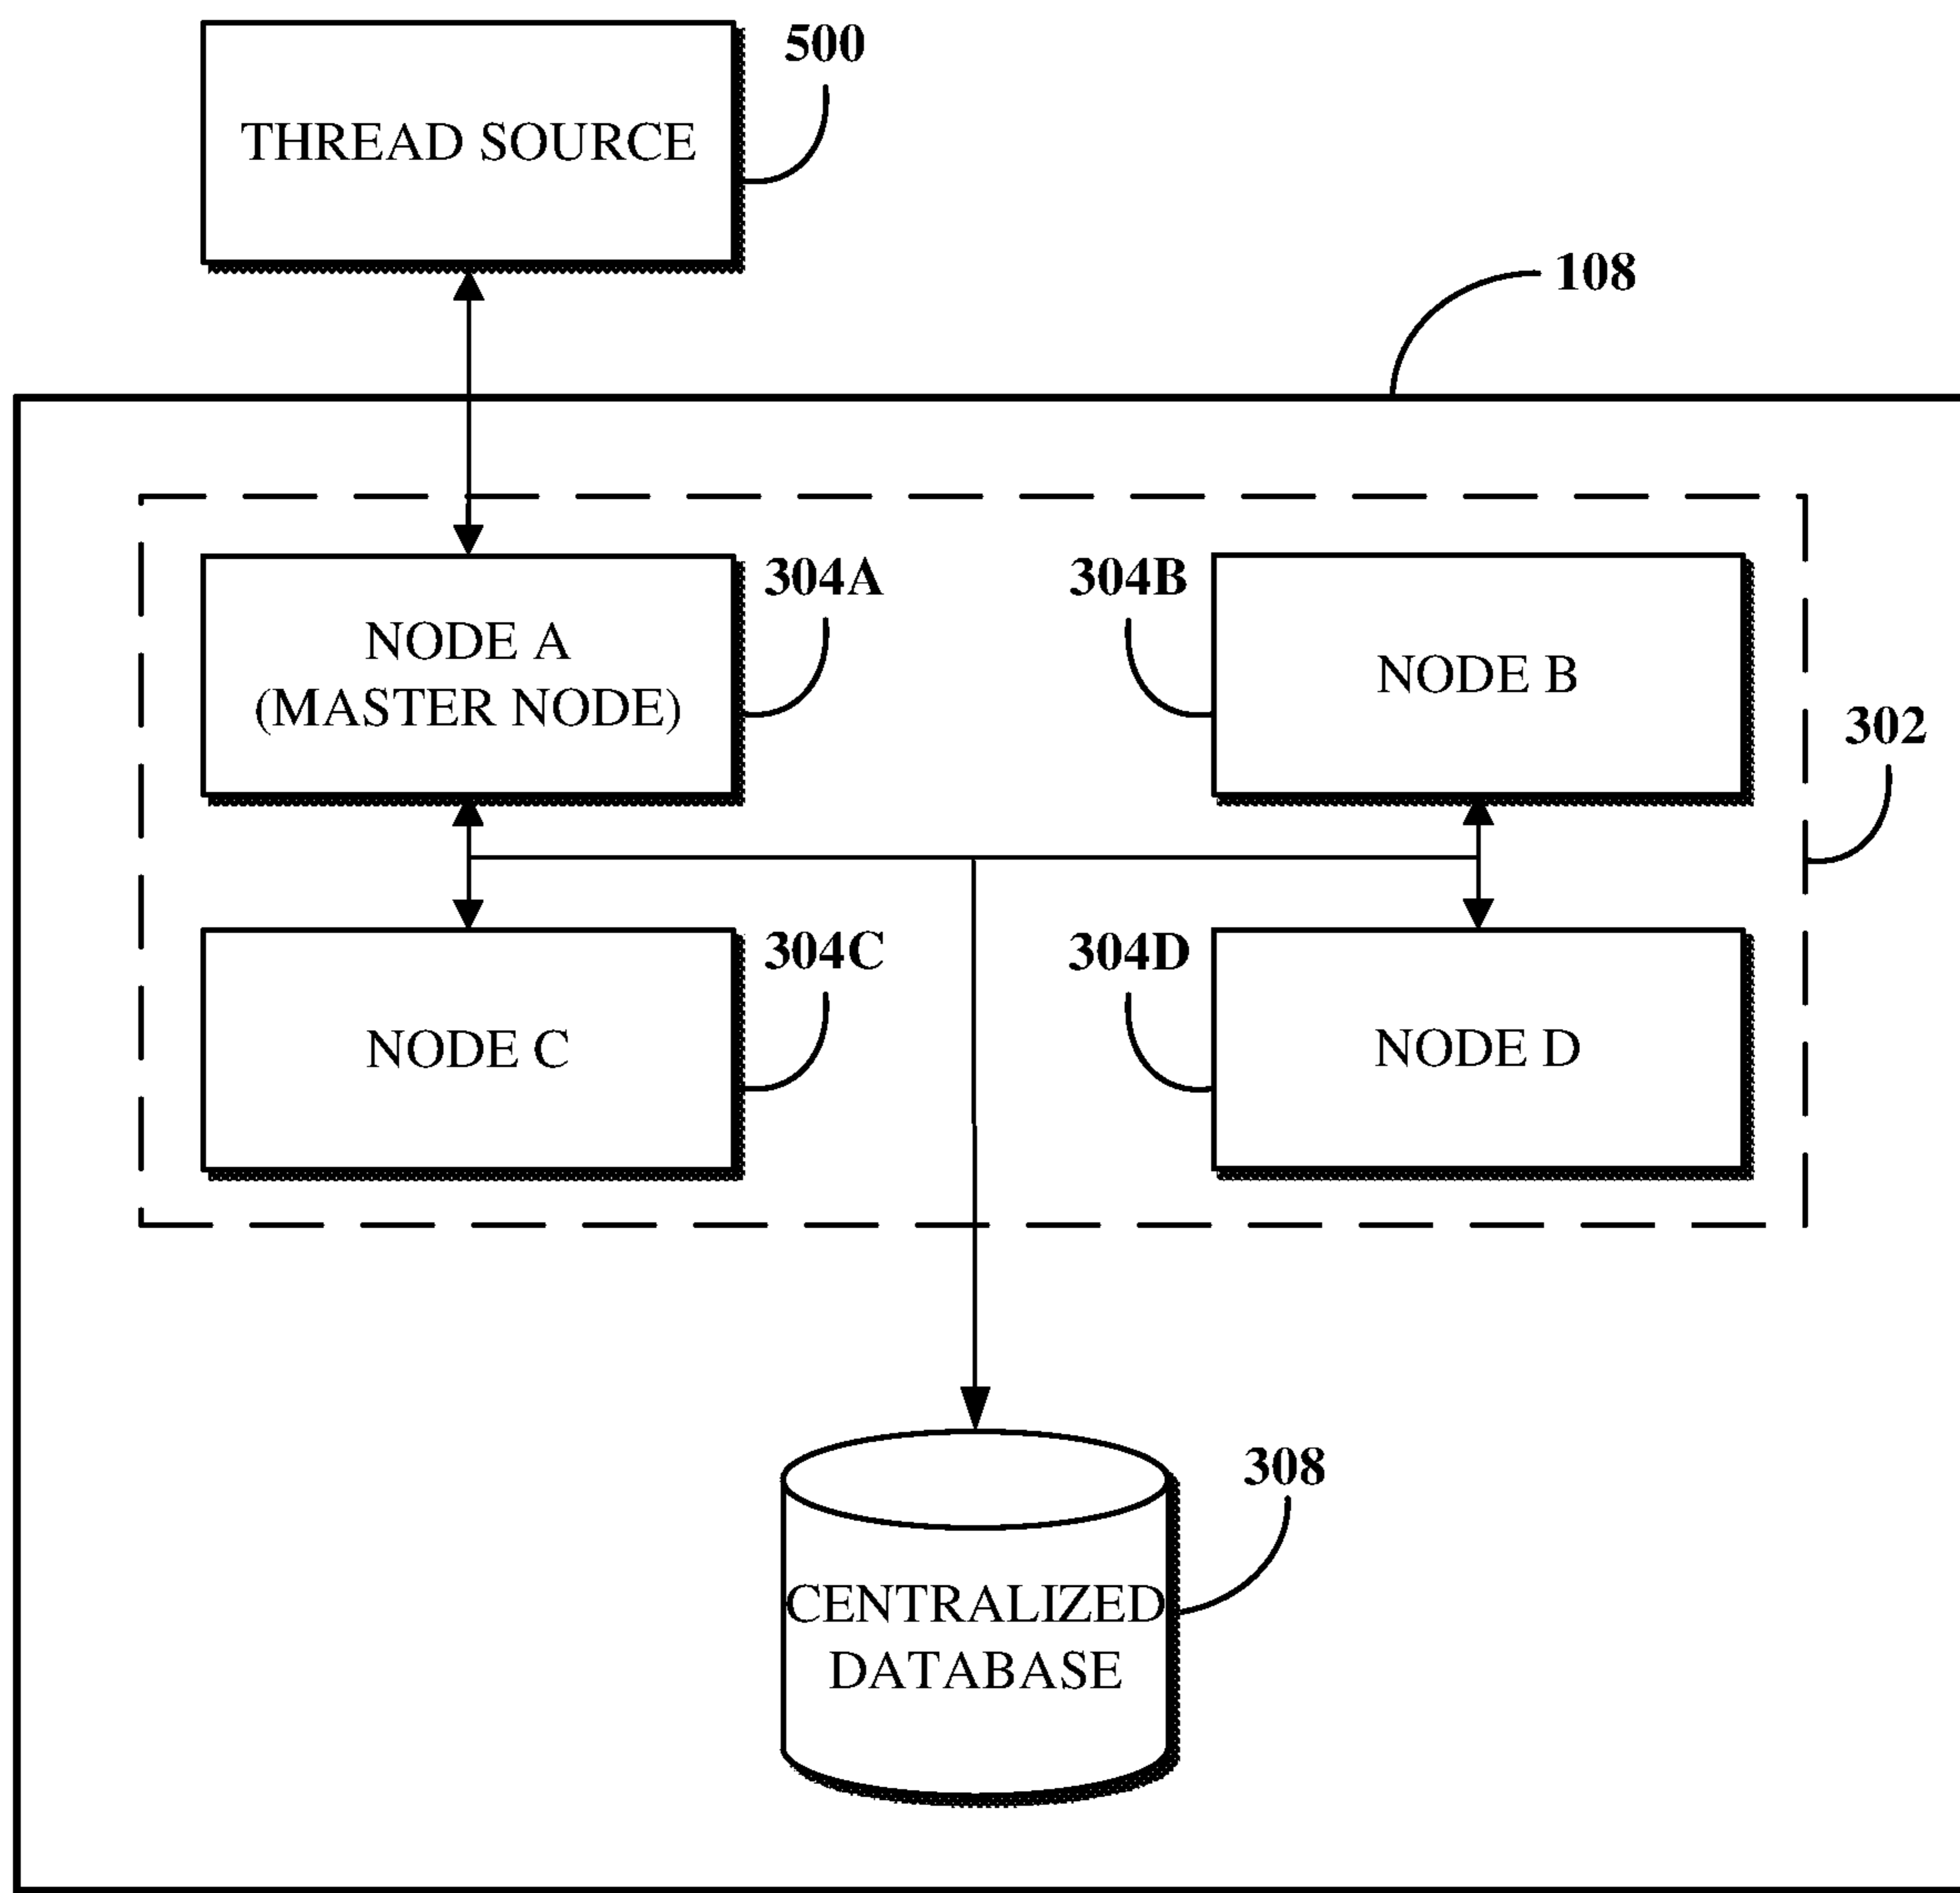 500
THREAD SOURCE
108
304A
304B
NODE A
(MASTER NODE)
NODE B
302
304C
304D
NODE C
NODE D
308
CENTRALIZED
DATABASE